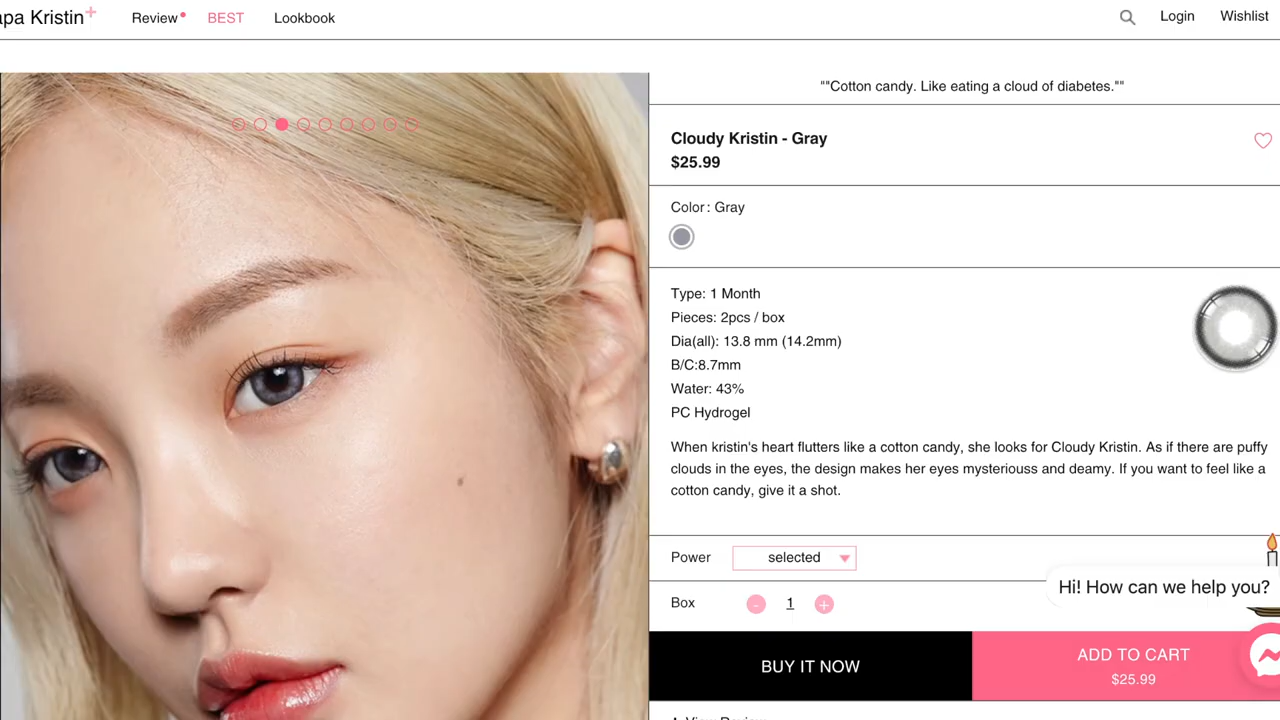 apa Kristin+
Review
BEST
Lookbook
Login
Wishlist
""Cotton candy. Like eating a cloud of diabetes.""
Cloudy Kristin - Gray
$25.99
Color : Gray
Type: 1 Month
Pieces: 2pcs / box
Dia(all): 13.8 mm (14.2mm)
B/C:8.7mm
Water: 43%
PC Hydrogel
When kristin's heart flutters like a cotton candy, she looks for Cloudy Kristin. As if there are puffy
clouds in the eyes, the design makes her eyes mysteriouss and deamy. If you want to feel like a
cotton candy, give it a shot.
Power
selected
Hi! How can we help you?
Box
- 1 +
BUY IT NOW
ADD TO CART
$25.99
View Review